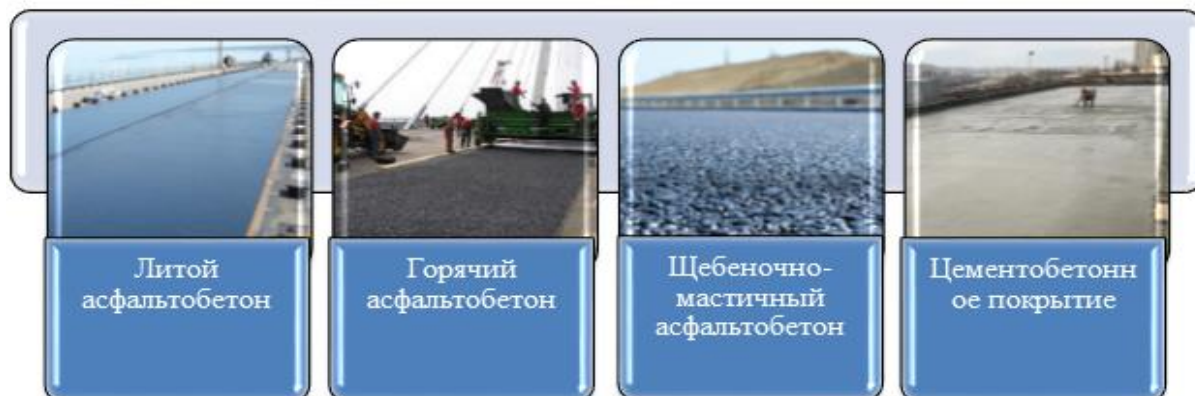 Литой
асфальтобетон
Горячий
асфальтобетон
Щебеночно-
мастичный
асфальтобетон
Цементобетонн
ое покрытие